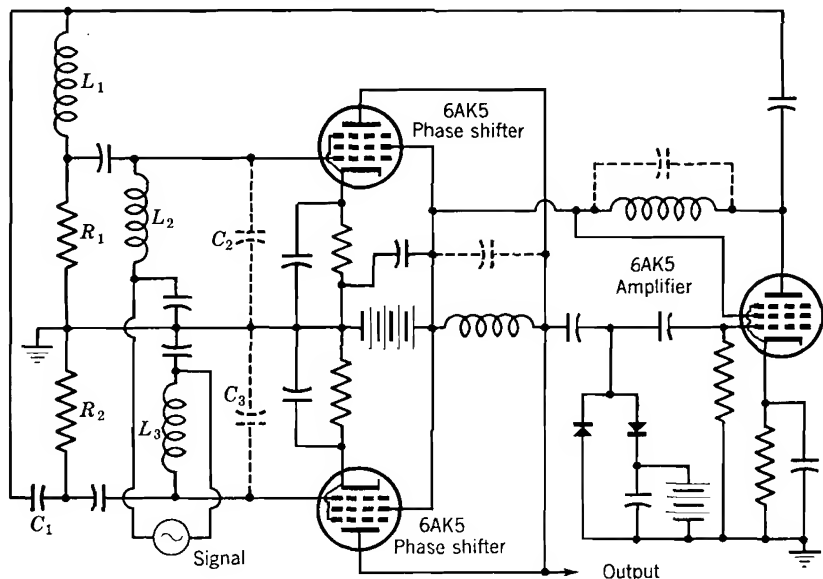 L₁
6AK5
Phase shifter
R₁
L₂
C₂
6AK5
Amplifier
R₂
C₃
L₃
C₁
Signal
6AK5
Phase shifter
Output